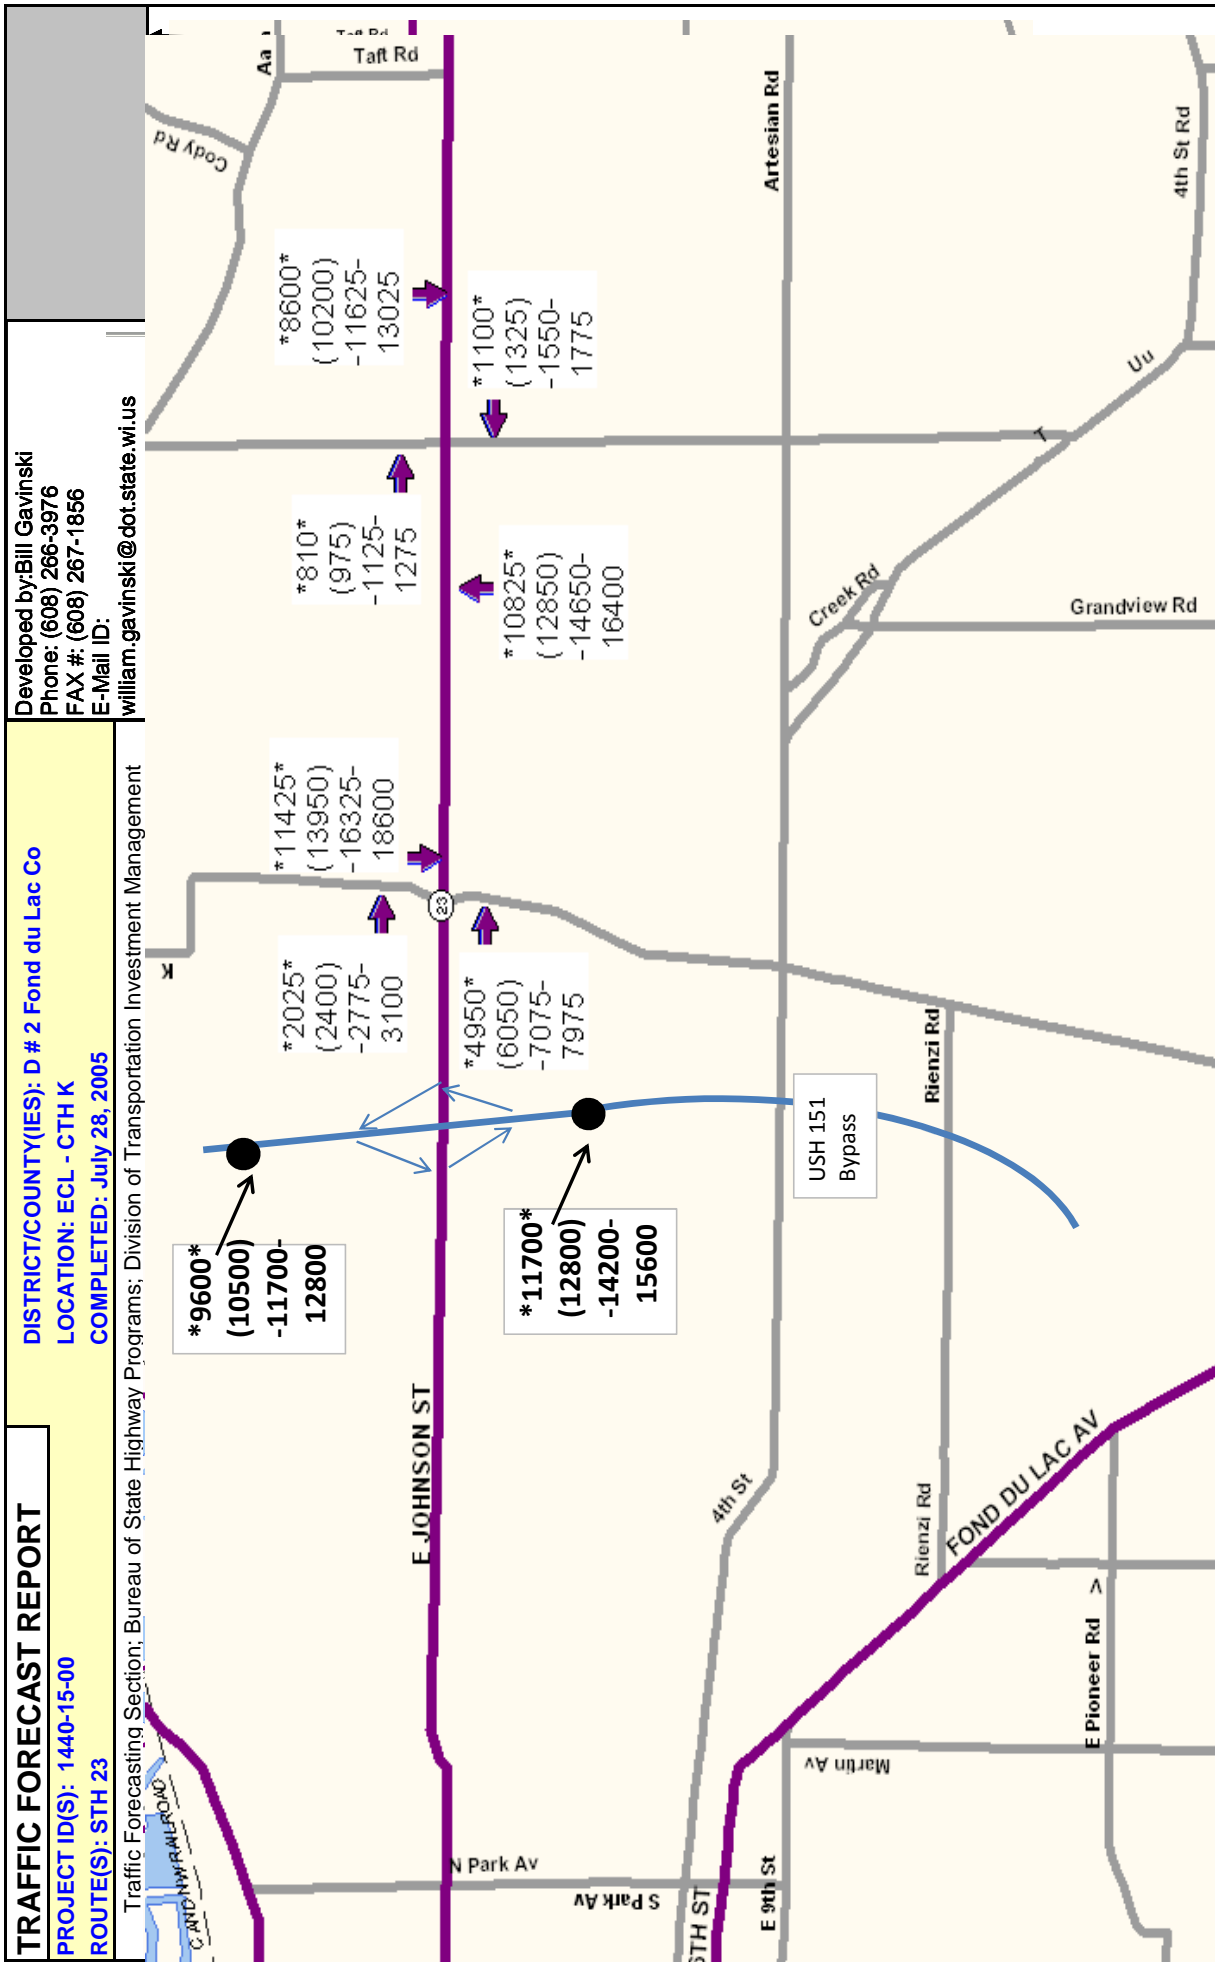 TRAFFIC FORECAST REPORT
PROJECT ID(S): 1440-15-00
ROUTE(S): STH 23
DISTRICT/COUNTY(IES): D # 2 Fond du Lac Co
LOCATION: ECL - CTH K
COMPLETED: July 28, 2005
Developed by:Bill Gavinski
Phone: (608) 266-3976
FAX #: (608) 267-1856
E-Mail ID:
william.gavinski@dot.state.wi.us
Traffic Forecasting Section; Bureau of State Highway Programs; Division of Transportation Investment Management
C AND NW RAILROAD
K
Cody Rd
Aa
Taft Rd
Taft Rd
*9600*
(10500)
-11700-
12800
*2025*
(2400)
-2775-
3100
*11425*
(13950)
-16325-
18600
*810*
(975)
-1125-
1275
*8600*
(10200)
-11625-
13025
E JOHNSON ST
23
N Park Av
*11700*
(12800)
-14200-
15600
*4950*
(6050)
-7075-
7975
*10825*
(12850)
-14650-
16400
*1100*
(1325)
-1550-
1775
S Park Av
5TH ST
4th St
E 9th St
Martin Av
USH 151
Bypass
Artesian Rd
Creek Rd
Rienzi Rd
Rienzi Rd
FOND DU LAC AV
E Pioneer Rd
V
Grandview Rd
T
Uu
4th St Rd